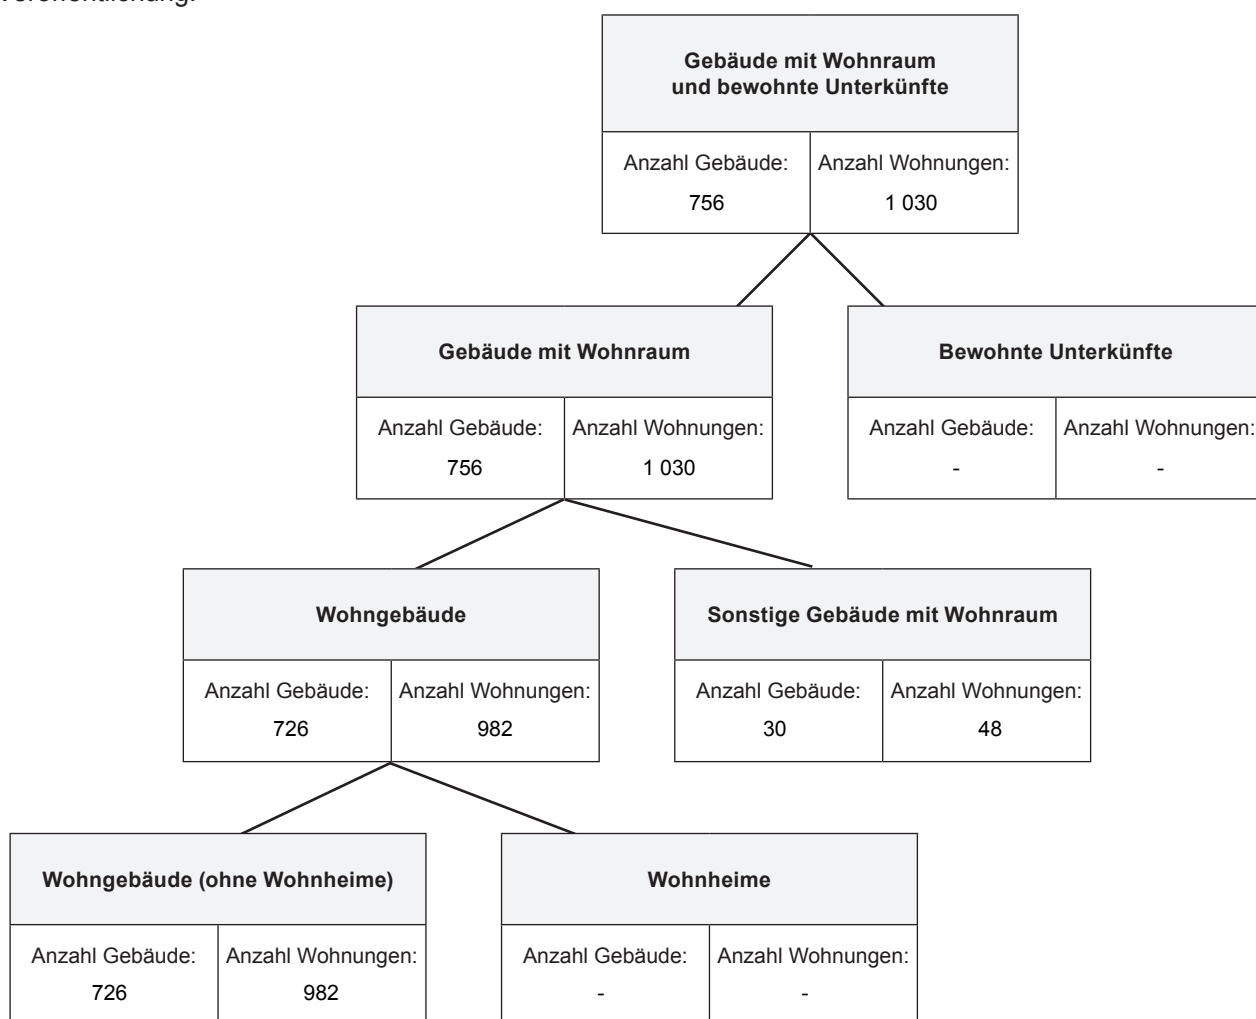 Veröffentlichung.
Gebäude mit Wohnraum
und bewohnte Unterkünfte
Anzahl Gebäude: Anzahl Wohnungen:
756 1 030
Gebäude mit Wohnraum Bewohnte Unterkünfte
Anzahl Gebäude: Anzahl Wohnungen: Anzahl Gebäude: Anzahl Wohnungen:
756 1 030 - -
Wohngebäude Sonstige Gebäude mit Wohnraum
Anzahl Gebäude: Anzahl Wohnungen: Anzahl Gebäude: Anzahl Wohnungen:
726 982 30 48
Wohngebäude (ohne Wohnheime) Wohnheime
Anzahl Gebäude: Anzahl Wohnungen: Anzahl Gebäude: Anzahl Wohnungen:
726 982 - -